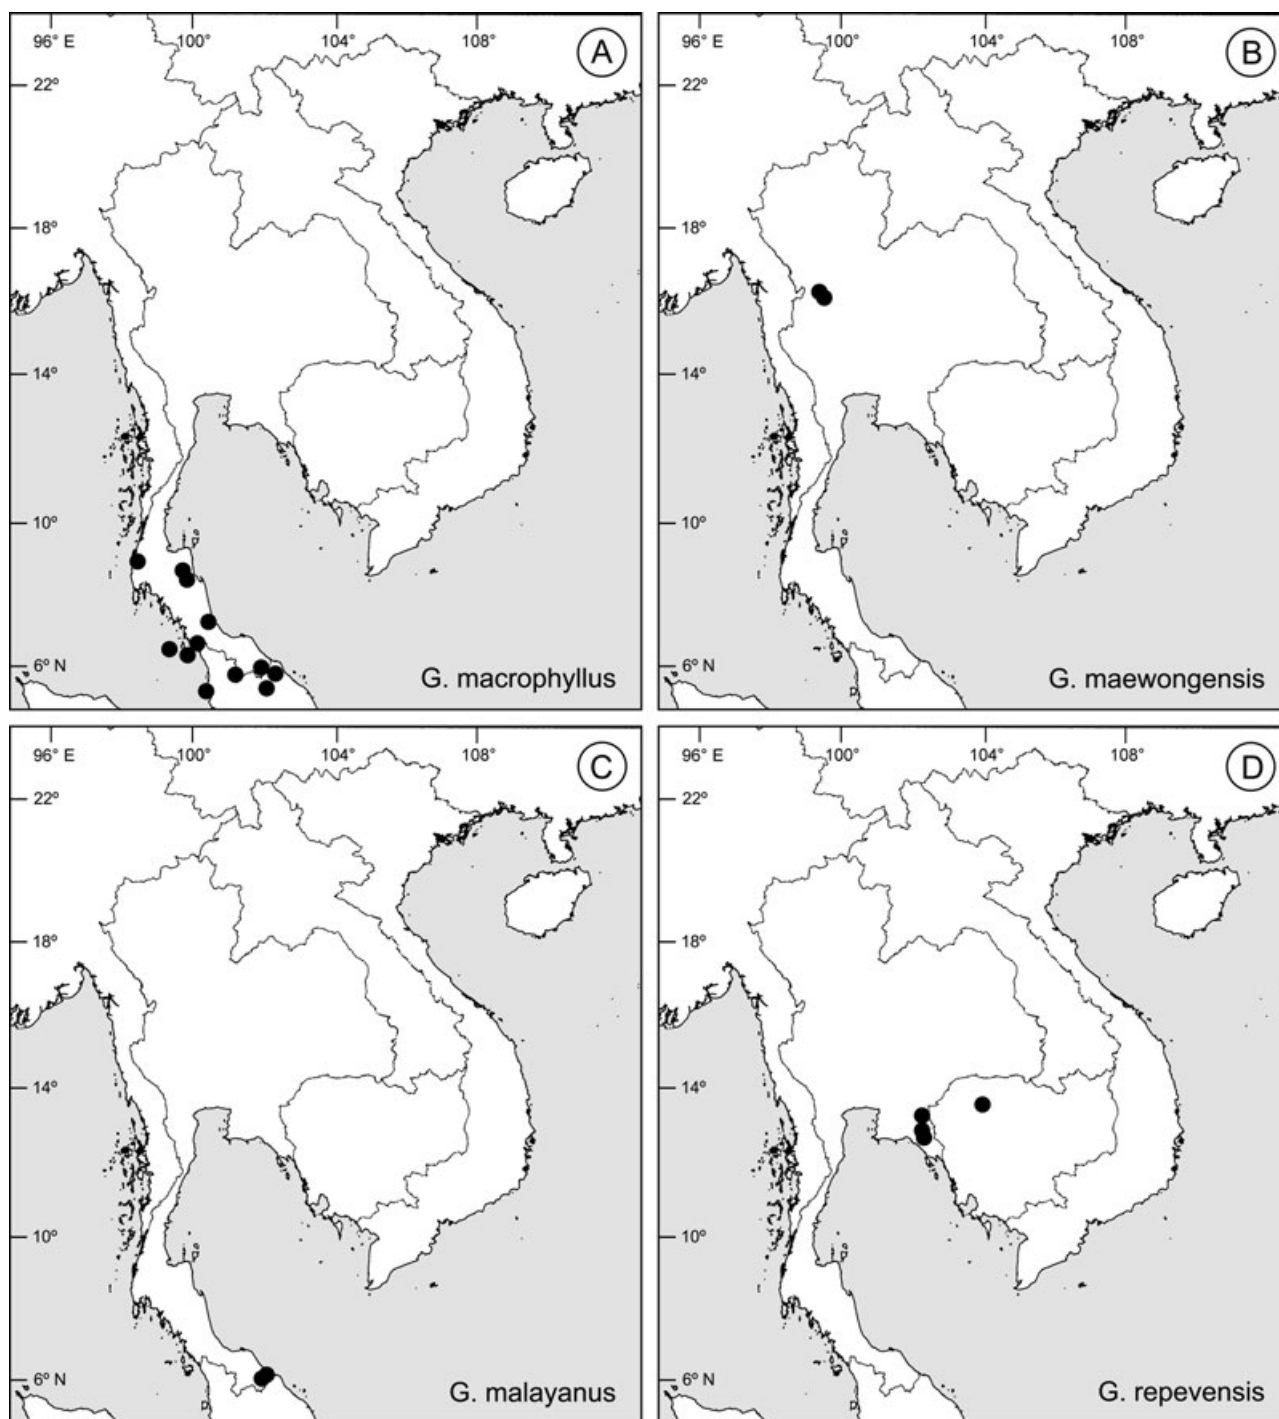 96° E 100° 104° 108° A
22°
18°
14°
10°
6° N
G. macrophyllus
96° E 100° 104° 108° B
22°
18°
14°
10°
6° N
G. maewongensis
96° E 100° 104° 108° C
22°
18°
14°
10°
6° N
G. malayanus
96° E 100° 104° 108° D
22°
18°
14°
10°
6° N
G. repevensis